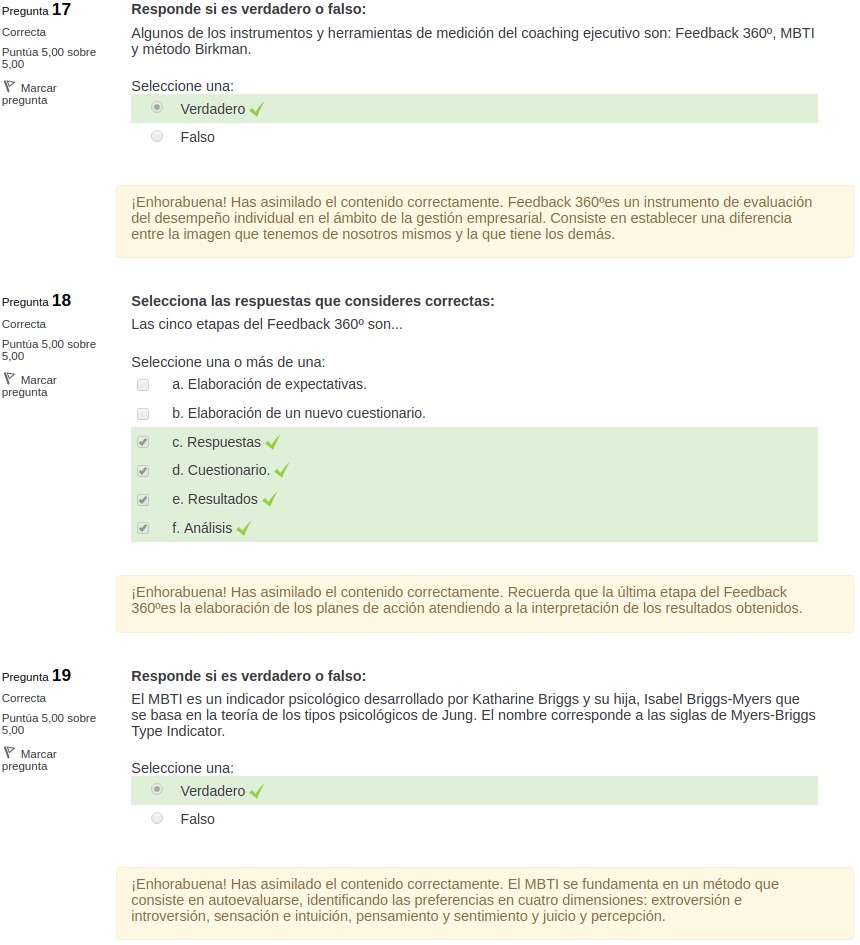 Pregunta 17
Correcta
Puntúa 5,00 sobre
5,00
Marcar
pregunta
Responde si es verdadero o falso:
Algunos de los instrumentos y herramientas de medición del coaching ejecutivo son: Feedback 360º, MBTI
y método Birkman.
Seleccione una:
Verdadero
Falso
¡Enhorabuena! Has asimilado el contenido correctamente. Feedback 360ºes un instrumento de evaluación
del desempeño individual en el ámbito de la gestión empresarial. Consiste en establecer una diferencia
entre la imagen que tenemos de nosotros mismos y la que tiene los demás.
Pregunta 18
Correcta
Puntúa 5,00 sobre
5,00
Marcar
pregunta
Selecciona las respuestas que consideres correctas:
Las cinco etapas del Feedback 360º son...
Seleccione una o más de una:
a. Elaboración de expectativas.
b. Elaboración de un nuevo cuestionario.
c. Respuestas
d. Cuestionario.
e. Resultados
f. Análisis
¡Enhorabuena! Has asimilado el contenido correctamente. Recuerda que la última etapa del Feedback
360ºes la elaboración de los planes de acción atendiendo a la interpretación de los resultados obtenidos.
Pregunta 19
Correcta
Puntúa 5,00 sobre
5,00
Marcar
pregunta
Responde si es verdadero o falso:
El MBTI es un indicador psicológico desarrollado por Katharine Briggs y su hija, Isabel Briggs-Myers que
se basa en la teoría de los tipos psicológicos de Jung. El nombre corresponde a las siglas de Myers-Briggs
Type Indicator.
Seleccione una:
Verdadero
Falso
¡Enhorabuena! Has asimilado el contenido correctamente. El MBTI se fundamenta en un método que
consiste en autoevaluarse, identificando las preferencias en cuatro dimensiones: extroversión e
introversión, sensación e intuición, pensamiento y sentimiento y juicio y percepción.